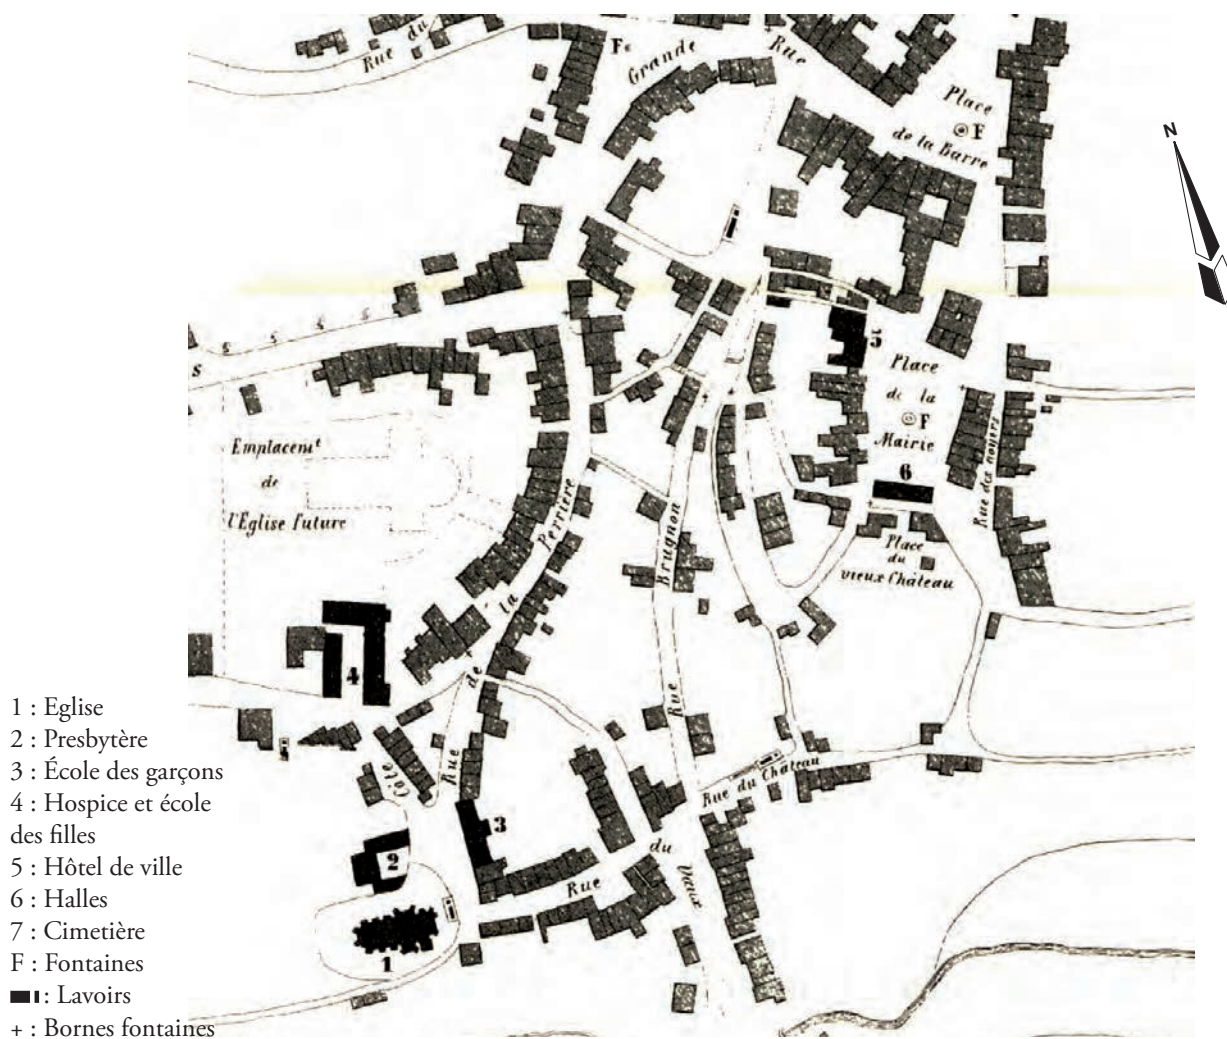 Rue du
Fe
Grande
Rue
Place
F
de la Barre
N
s
5
Place
de la
F
Mairie
6
Emplacemt
de
l'Eglise future
Rue des noyers
Place
du
vieux Château
Rue de la Perrière
Rue Brugnon
4
Côte
Rue du Château
3
2
Rue du
Vaux
1
1 : Eglise
2 : Presbytère
3 : École des garçons
4 : Hospice et école
des filles
5 : Hôtel de ville
6 : Halles
7 : Cimetière
F : Fontaines
: Lavoirs
+ : Bornes fontaines